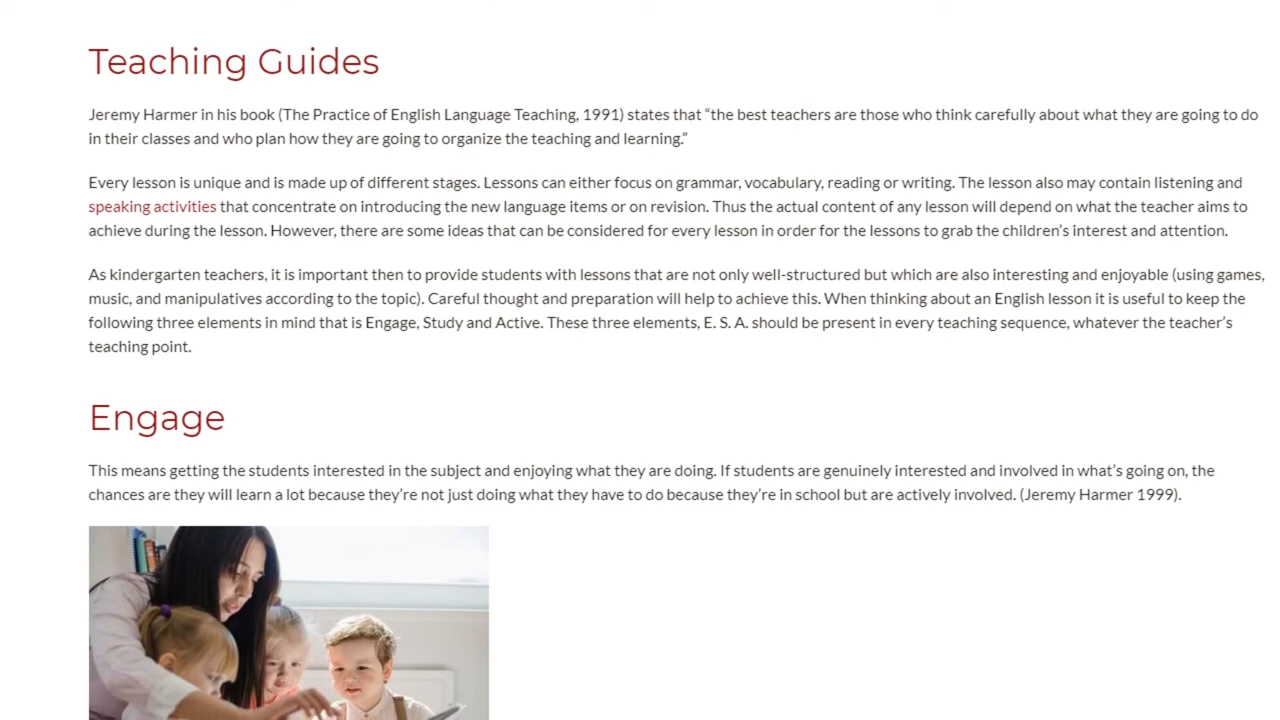 Teaching Guides
Jeremy Harmer in his book (The Practice of English Language Teaching, 1991) states that “the best teachers are those who think carefully about what they are going to do
in their classes and who plan how they are going to organize the teaching and learning.”
Every lesson is unique and is made up of different stages. Lessons can either focus on grammar, vocabulary, reading or writing. The lesson also may contain listening and
speaking activities that concentrate on introducing the new language items or on revision. Thus the actual content of any lesson will depend on what the teacher aims to
achieve during the lesson. However, there are some ideas that can be considered for every lesson in order for the lessons to grab the children’s interest and attention.
As kindergarten teachers, it is important then to provide students with lessons that are not only well-structured but which are also interesting and enjoyable (using games,
music, and manipulatives according to the topic). Careful thought and preparation will help to achieve this. When thinking about an English lesson it is useful to keep the
following three elements in mind that is Engage, Study and Active. These three elements, E. S. A. should be present in every teaching sequence, whatever the teacher’s
teaching point.
Engage
This means getting the students interested in the subject and enjoying what they are doing. If students are genuinely interested and involved in what’s going on, the
chances are they will learn a lot because they’re not just doing what they have to do because they’re in school but are actively involved. (Jeremy Harmer 1999).